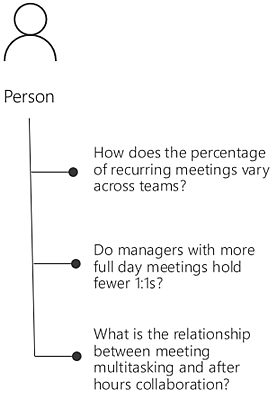 Person
How does the percentage
of recurring meetings vary
across teams?
Do managers with more
full day meetings hold
fewer 1:1s?
What is the relationship
between meeting
multitasking and after
hours collaboration?